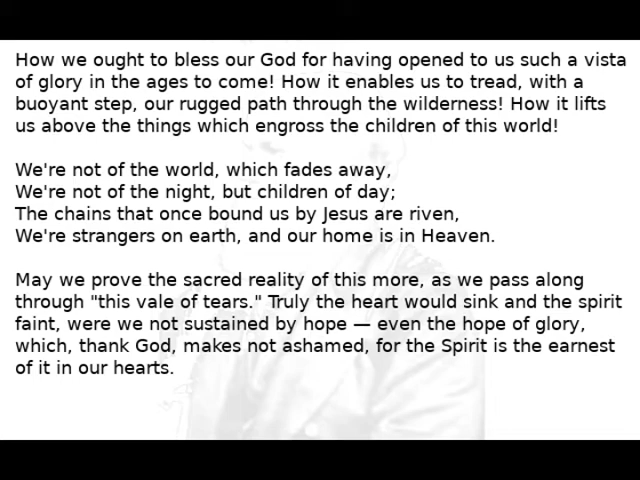 How we ought to bless our God for having opened to us such a vista
of glory in the ages to come! How it enables us to tread, with a
buoyant step, our rugged path through the wilderness! How it lifts
us above the things which engross the children of this world!
We're not of the world, which fades away,
We're not of the night, but children of day;
The chains that once bound us by Jesus are riven,
We're strangers on earth, and our home is in Heaven.
May we prove the sacred reality of this more, as we pass along
through "this vale of tears." Truly the heart would sink and the spirit
faint, were we not sustained by hope — even the hope of glory,
which, thank God, makes not ashamed, for the Spirit is the earnest
of it in our hearts.